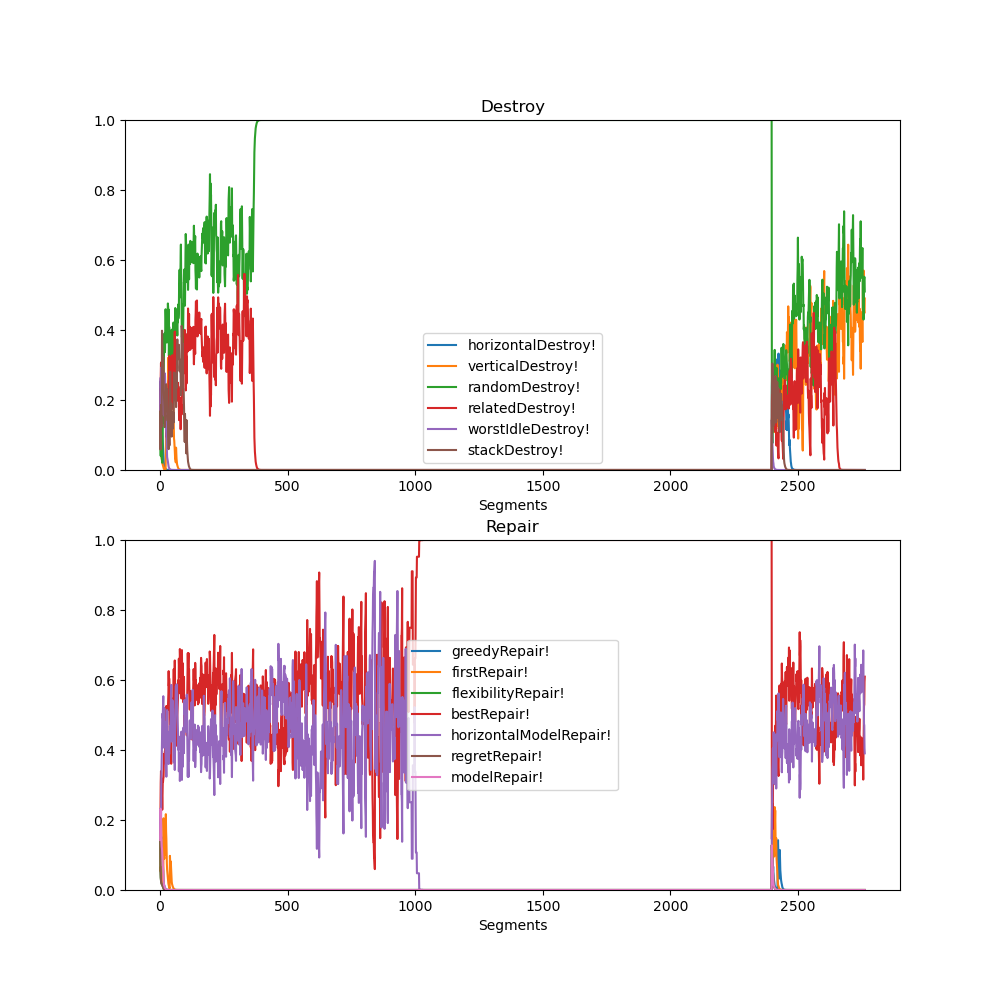 Destroy
1.0
0.8
0.6
0.4
0.2
0.0
horizontalDestroy!
verticalDestroy!
randomDestroy!
relatedDestroy!
worstIdleDestroy!
stackDestroy!
0 500 1000 1500 2000 2500
Segments
Repair
1.0
0.8
0.6
0.4
0.2
0.0
greedyRepair!
firstRepair!
flexibilityRepair!
bestRepair!
horizontalModelRepair!
regretRepair!
modelRepair!
0 500 1000 1500 2000 2500
Segments